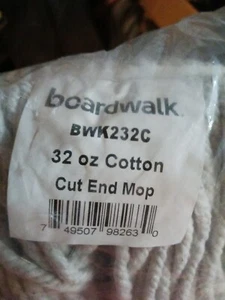 boardwalk
BWK232C
32 oz Cotton
Cut End Mop
7 49507 98263 0